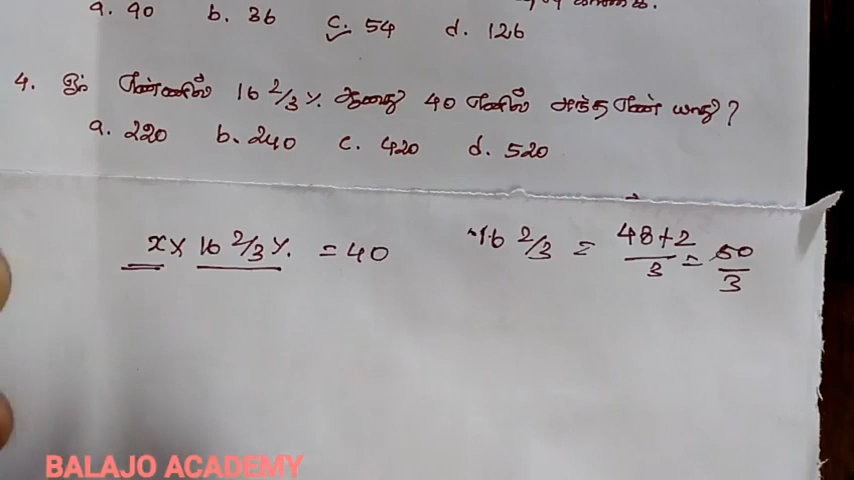 a. 90 b. 36 c. 54 d. 126
4. ஓர் எண்ணில் 16 2/3 % ஆனது 40 எனில் அந்த எண் யாது?
a. 220 b. 240 c. 420 d. 520
x × 16 2/3 % = 40
16 2/3 = 48+2/3 = 50/3
BALAJO ACADEMY